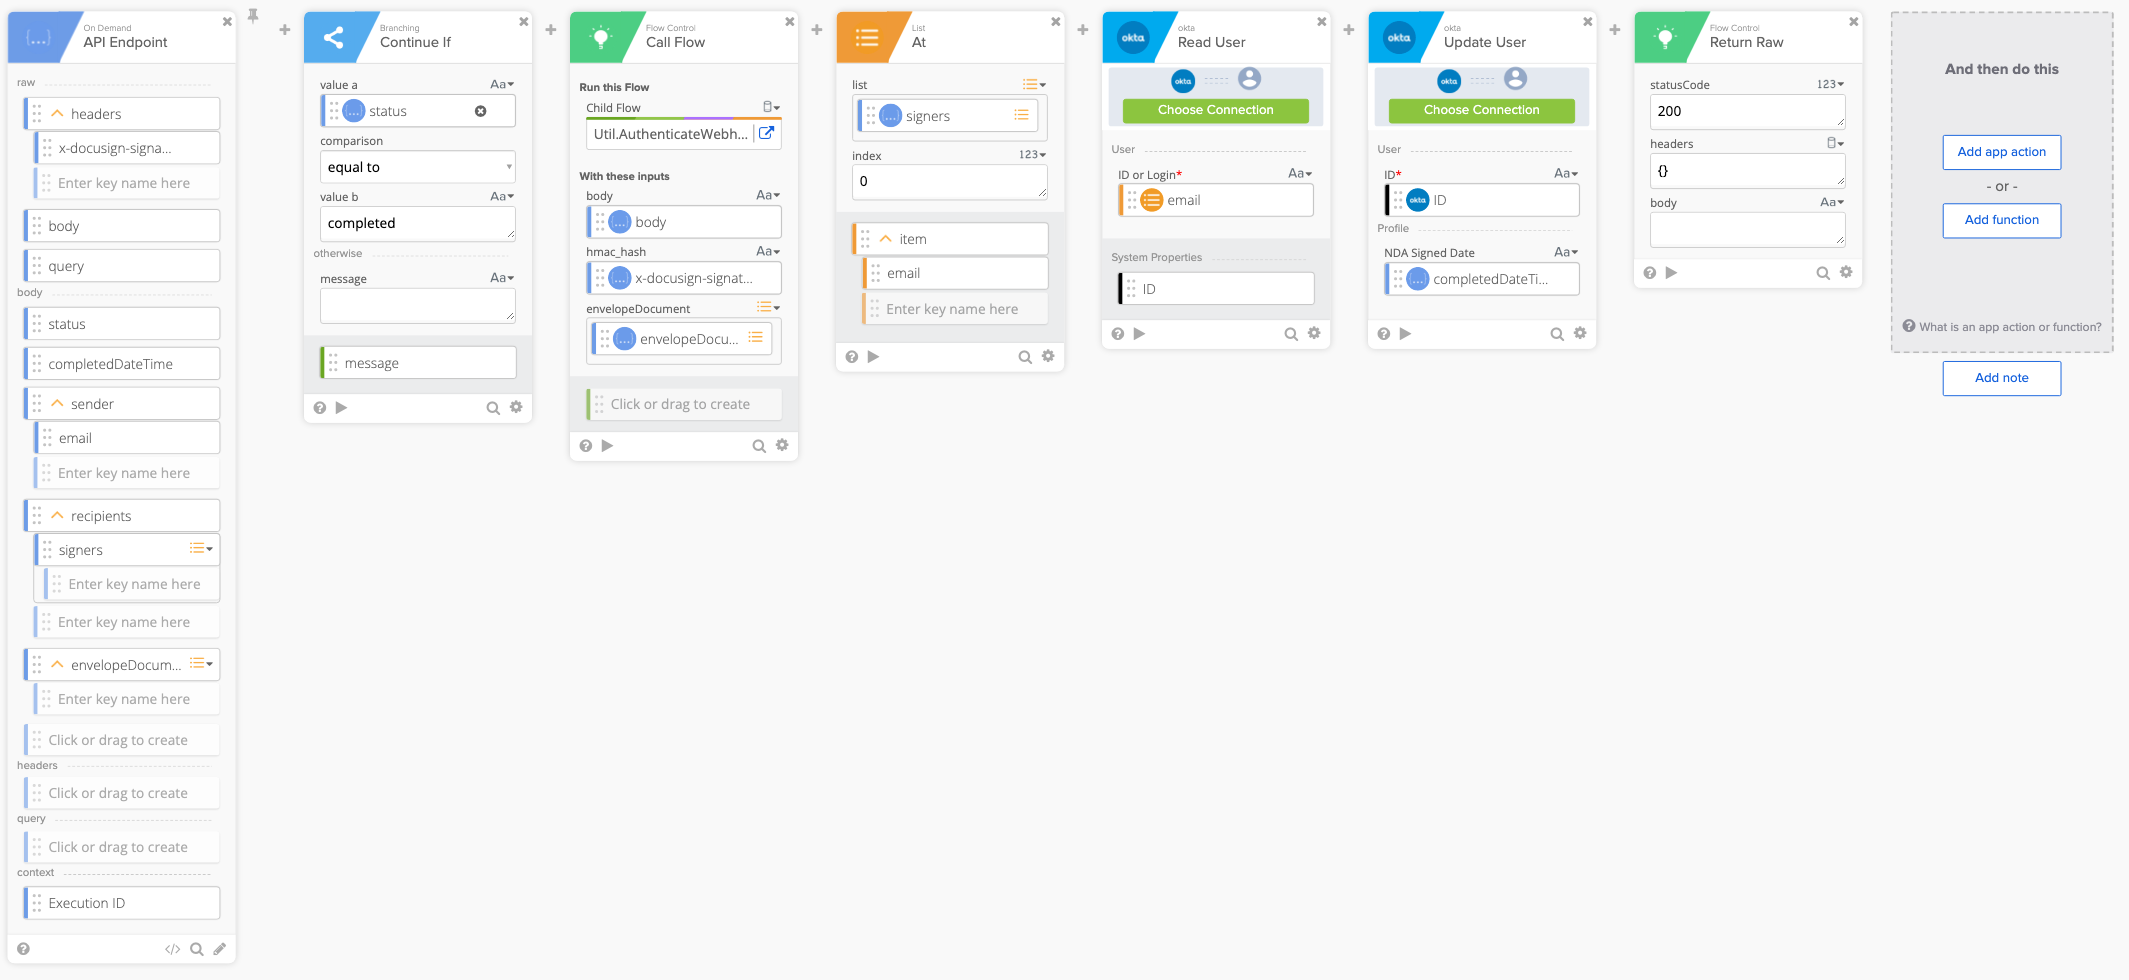 On Demand
API Endpoint
raw
headers
x-docusign-signa...
Enter key name here
body
query
body
status
completedDateTime
sender
email
Enter key name here
recipients
signers
Enter key name here
Enter key name here
envelopeDocum...
Enter key name here
Click or drag to create
headers
Click or drag to create
query
Click or drag to create
context
Execution ID
Branching
Continue If
value a
Aa
{...} status
comparison
equal to
value b
Aa
completed
otherwise
message
Aa
message
Flow Control
Call Flow
Run this Flow
Child Flow
Util.AuthenticateWebh...
With these inputs
body
Aa
{...} body
hmac_hash
Aa
{...} x-docusign-signat...
envelopeDocument
{...} envelopeDocu...
Click or drag to create
List
At
list
{...} signers
index
123
0
item
email
Enter key name here
okta
okta
Read User
okta
Choose Connection
User
ID or Login*
Aa
email
System Properties
ID
okta
okta
Update User
okta
Choose Connection
User
ID*
Aa
okta ID
Profile
NDA Signed Date
Aa
{...} completedDateTi...
Flow Control
Return Raw
statusCode
123
200
headers
{}
body
Aa
And then do this
Add app action
- or -
Add function
What is an app action or function?
Add note